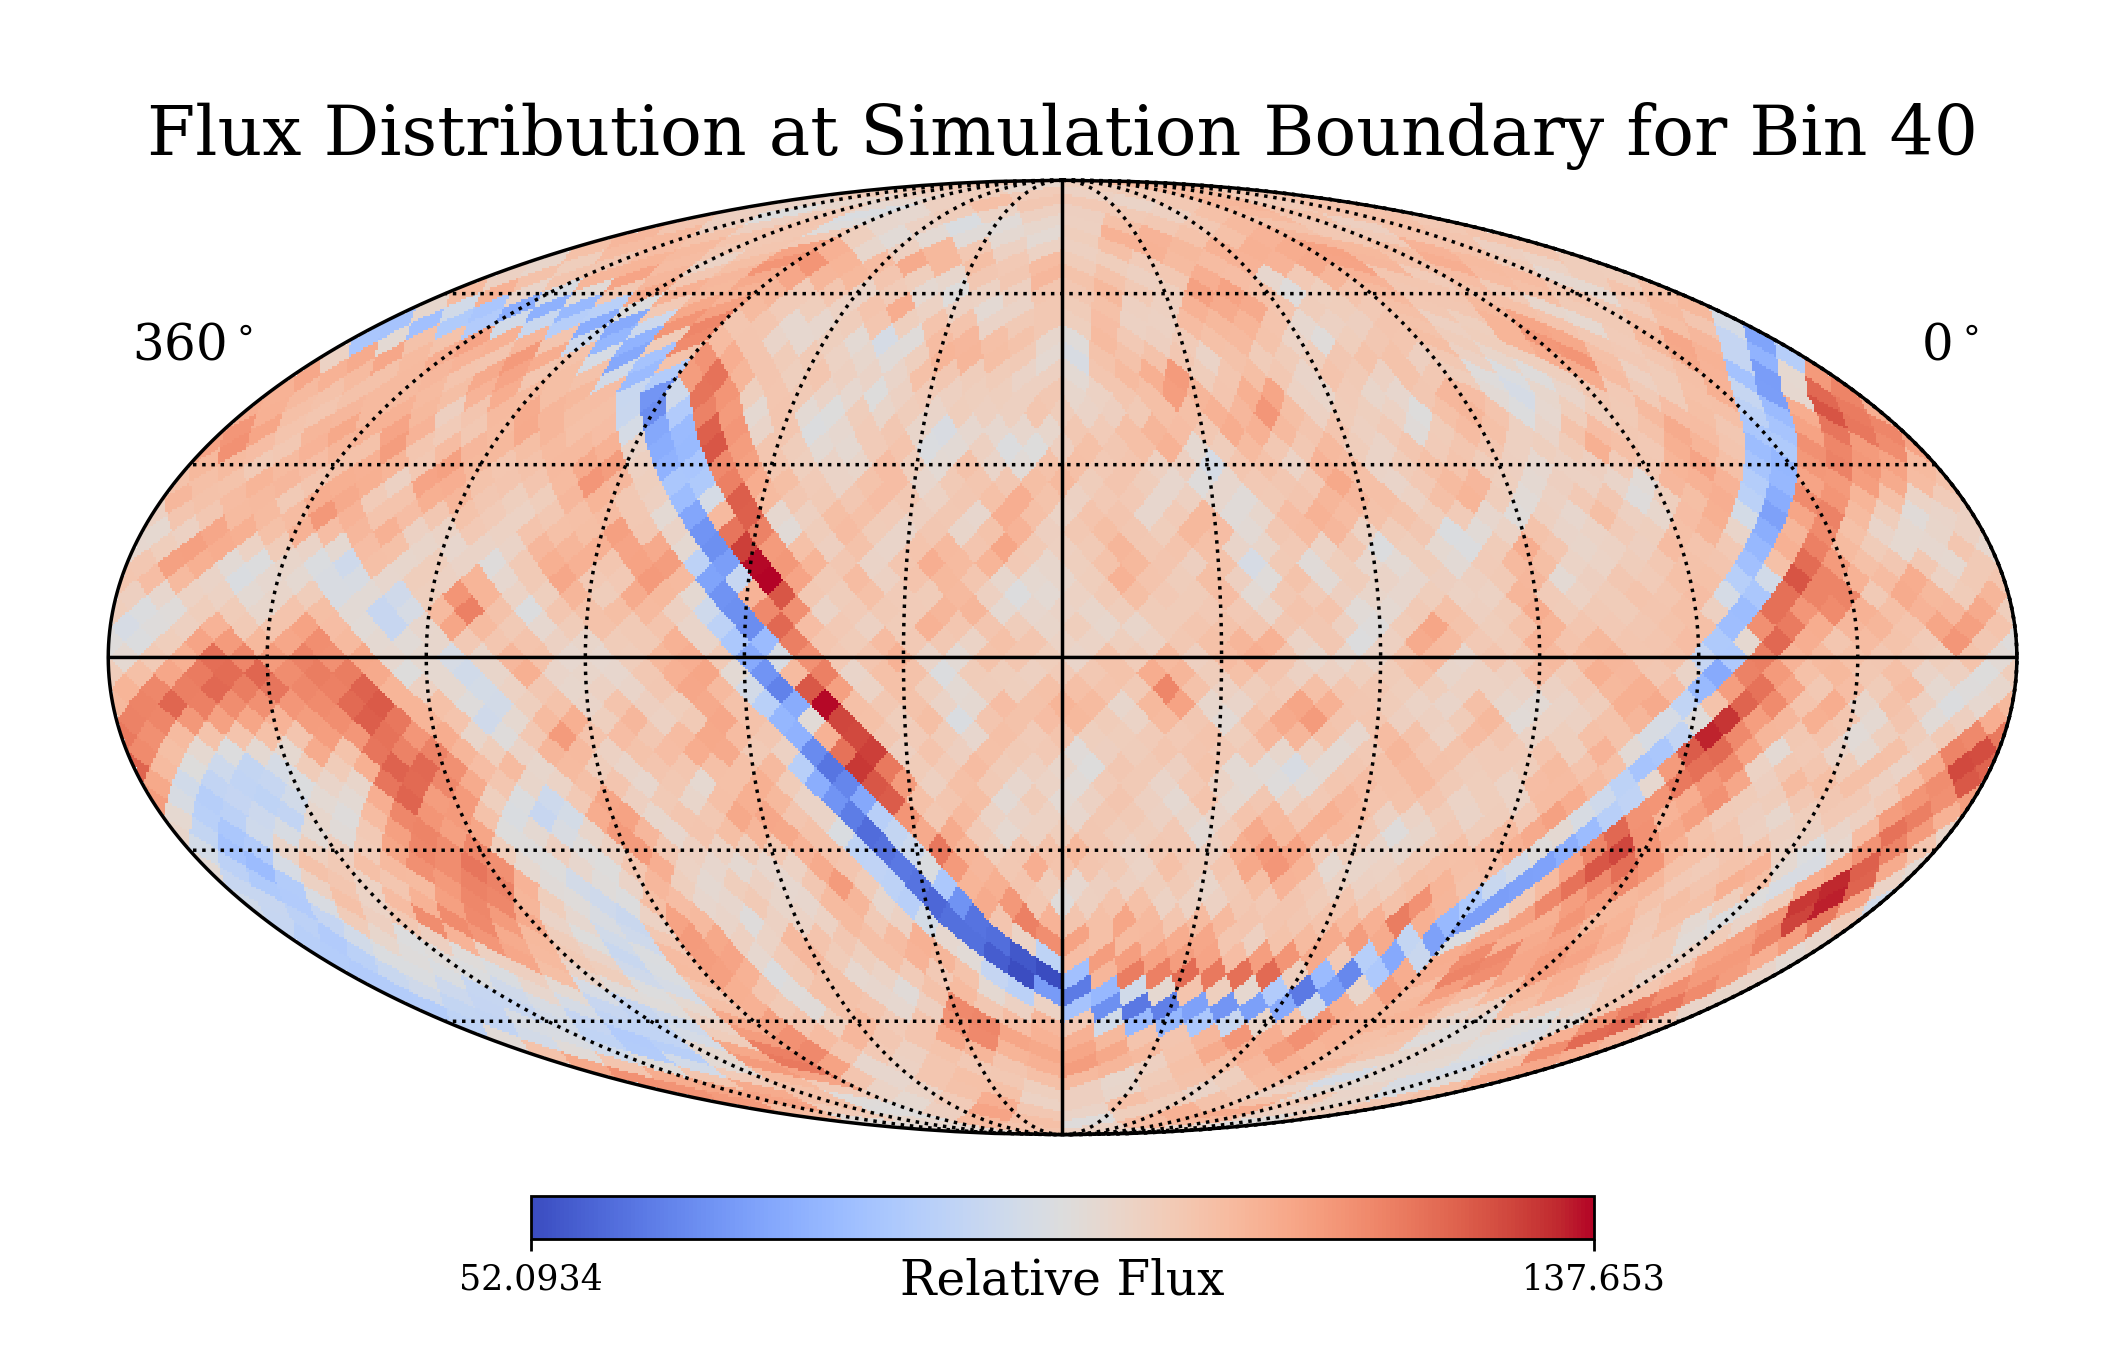 Flux Distribution at Simulation Boundary for Bin 40
360°
0°
52.0934
Relative Flux
137.653